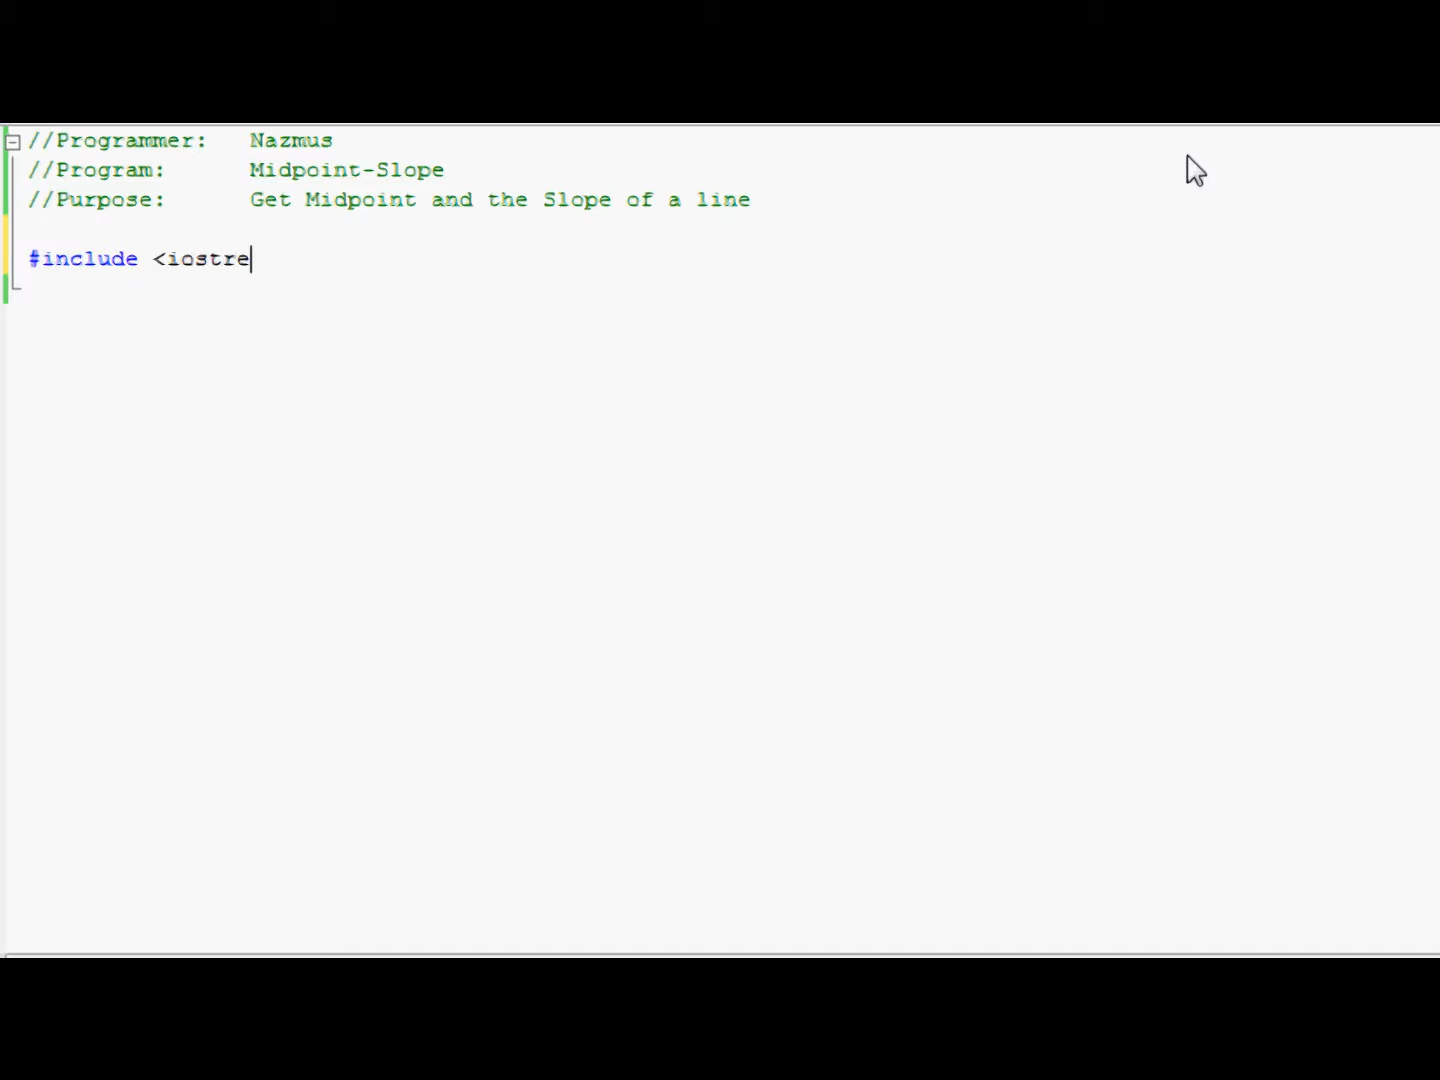 //Programmer:   Nazmus
//Program:      Midpoint-Slope
//Purpose:      Get Midpoint and the Slope of a line
#include <iostre